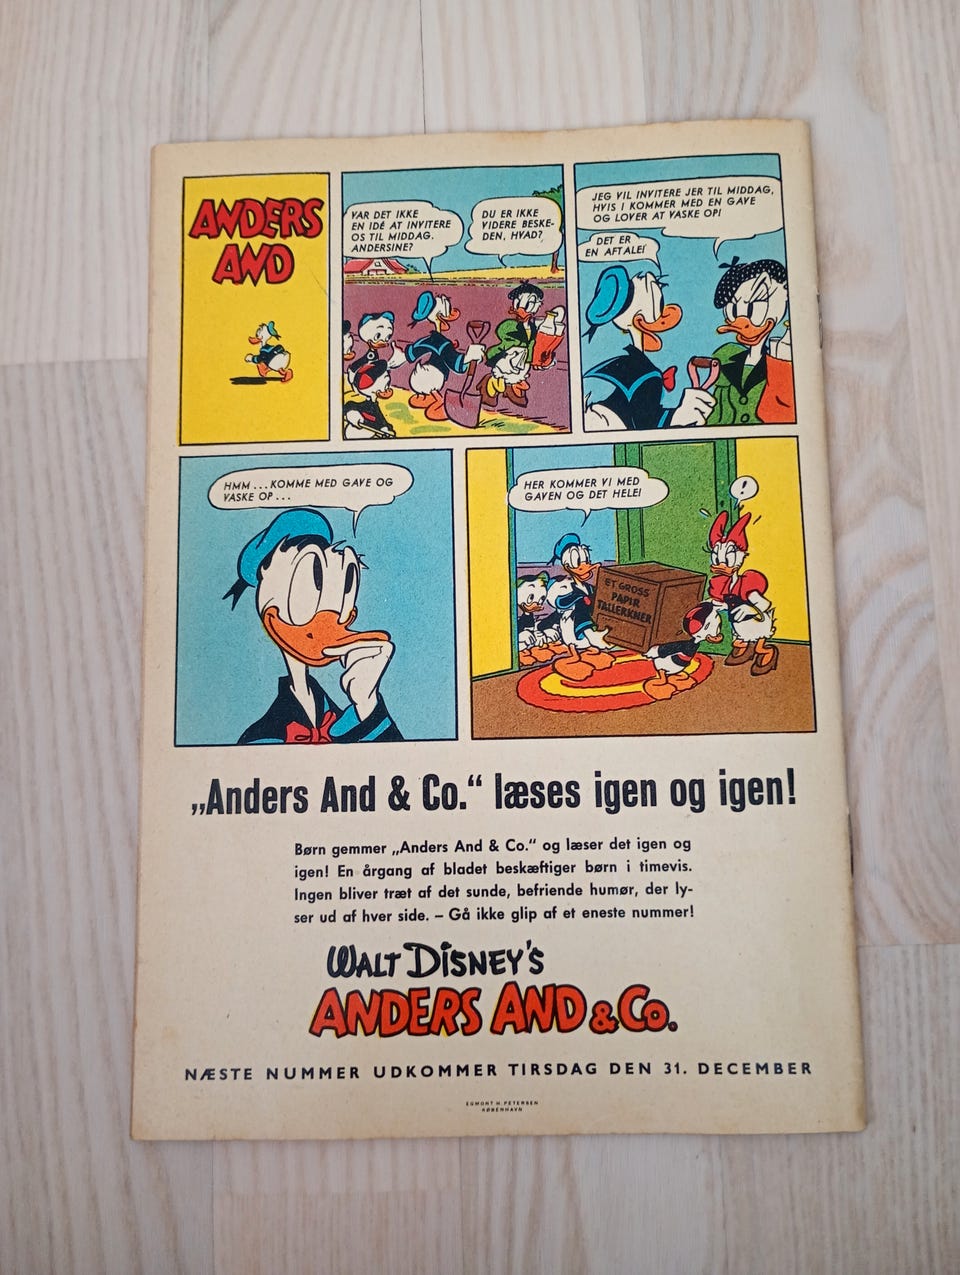 ANDERS
AND
VAR DET IKKE
EN IDÉ AT INVITERE
OS TIL MIDDAG.
ANDERSINE?
DU ER IKKE
VIDERE BESKE-
DEN, HVAD?
JEG VIL INVITERE JER TIL MIDDAG,
HVIS I KOMMER MED EN GAVE
OG LOVER AT VASKE OP!
DET ER
EN AFTALE!
HMM...KOMME MED GAVE OG
VASKE OP...
HER KOMMER VI MED
GAVEN OG DET HELE!
!
ET GROSS
PAPIR
TALLERKNER
„Anders And & Co.“ læses igen og igen!
Børn gemmer „Anders And & Co.“ og læser det igen og
igen! En årgang af bladet beskæftiger børn i timevis.
Ingen bliver træt af det sunde, befriende humør, der ly-
ser ud af hver side. – Gå ikke glip af et eneste nummer!
WALT DISNEY'S
ANDERS AND & Co.
NÆSTE NUMMER UDKOMMER TIRSDAG DEN 31. DECEMBER
EGMONT H. PETERSEN
KØBENHAVN